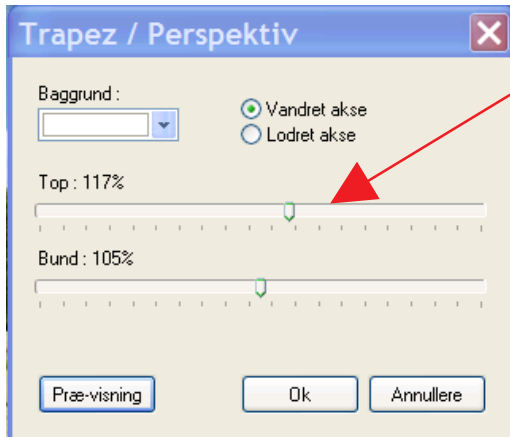 Trapez / Perspektiv
Baggrund :
Vandret akse
Lodret akse
Top : 117%
Bund : 105%
Præ-visning
Ok
Annullere